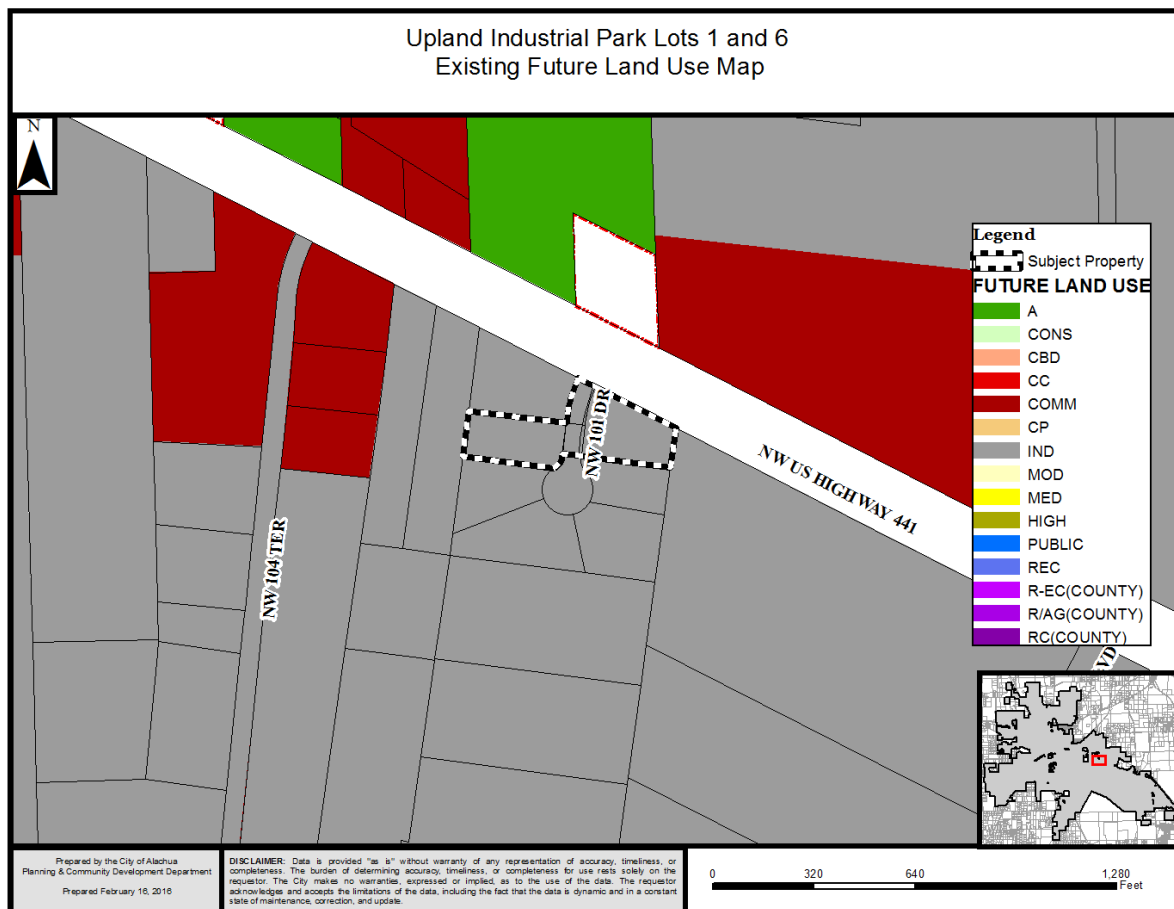 Upland Industrial Park Lots 1 and 6
Existing Future Land Use Map
N
NW 101 DR
NW US HIGHWAY 441
NW 104 TER
VD
Legend
Subject Property
FUTURE LAND USE
A
CONS
CBD
CC
COMM
CP
IND
MOD
MED
HIGH
PUBLIC
REC
R-EC(COUNTY)
R/AG(COUNTY)
RC(COUNTY)
Prepared by the City of Alachua
Planning & Community Development Department
Prepared February 16, 2016
DISCLAIMER: Data is provided "as is" without warranty of any representation of accuracy, timeliness, or
completeness. The burden of determining accuracy, timeliness, or completeness for use rests solely on the
requestor. The City makes no warranties, expressed or implied, as to the use of the data. The requestor
acknowledges and accepts the limitations of the data, including the fact that the data is dynamic and in a constant
state of maintenance, correction, and update.
0 320 640 1,280
Feet